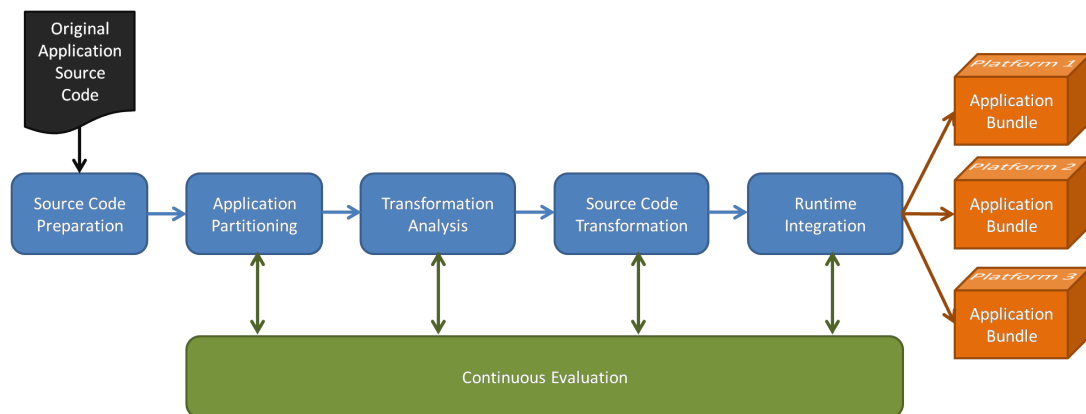 Original
Application
Source
Code
Source Code
Preparation
Application
Partitioning
Transformation
Analysis
Source Code
Transformation
Runtime
Integration
Platform 1
Application
Bundle
Platform 2
Application
Bundle
Platform 3
Application
Bundle
Continuous Evaluation